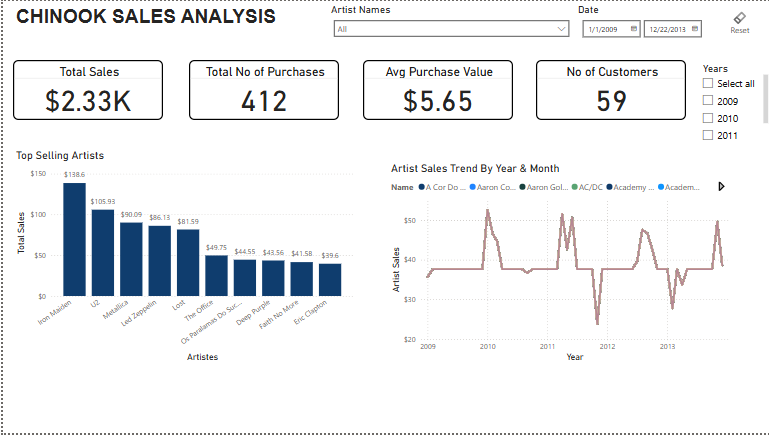 CHINOOK SALES ANALYSIS
Artist Names
All
Date
1/1/2009
12/22/2013
Reset
Total Sales
$2.33K
Total No of Purchases
412
Avg Purchase Value
$5.65
No of Customers
59
Years
Select all
2009
2010
2011
Top Selling Artists
Total Sales
$150
$100
$50
$0
$138.6
$105.93
$90.09
$86.13
$81.59
$49.75
$44.55
$43.56
$41.58
$39.6
Iron Maiden
U2
Metallica
Led Zeppelin
Lost
The Office
Os Paralamas Do Suc...
Deep Purple
Faith No More
Eric Clapton
Artistes
Artist Sales Trend By Year & Month
Name A Cor Do ... Aaron Co... Aaron Gol... AC/DC Academy ... Academ...
Artist Sales
$50
$40
$30
$20
2009 2010 2011 2012 2013
Year